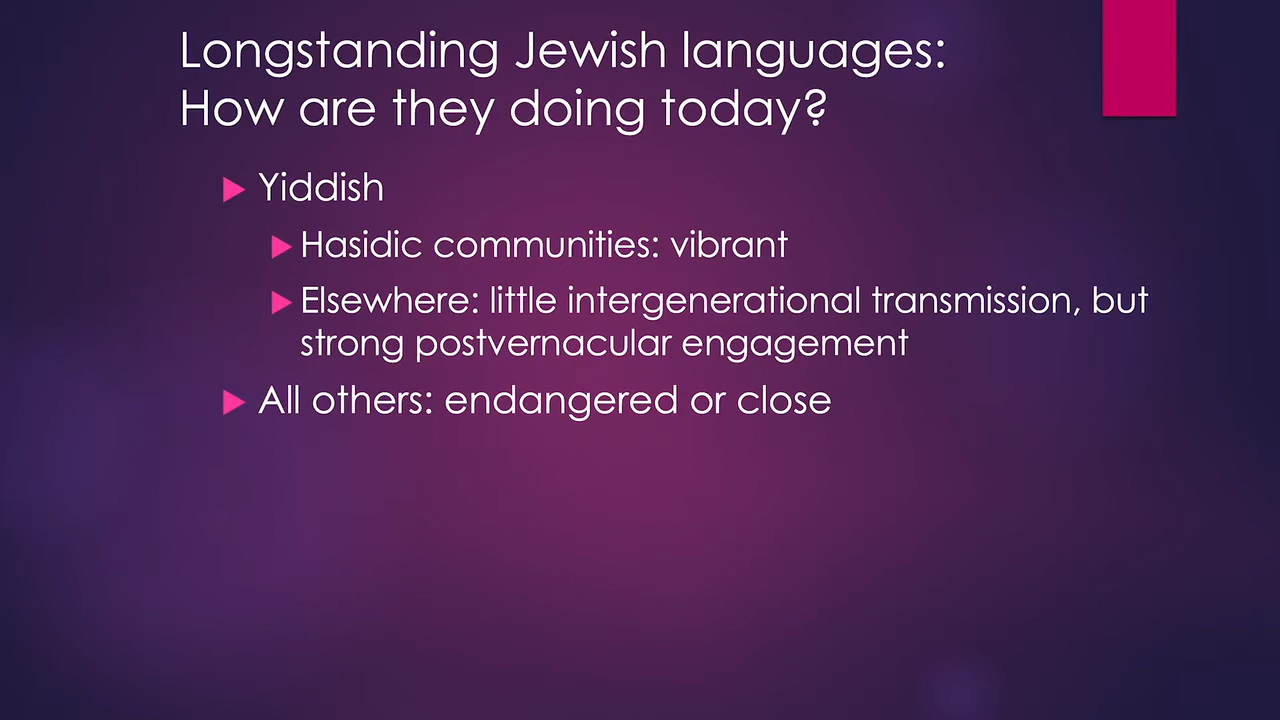 Longstanding Jewish languages:
How are they doing today?
Yiddish
Hasidic communities: vibrant
Elsewhere: little intergenerational transmission, but
strong postvernacular engagement
All others: endangered or close